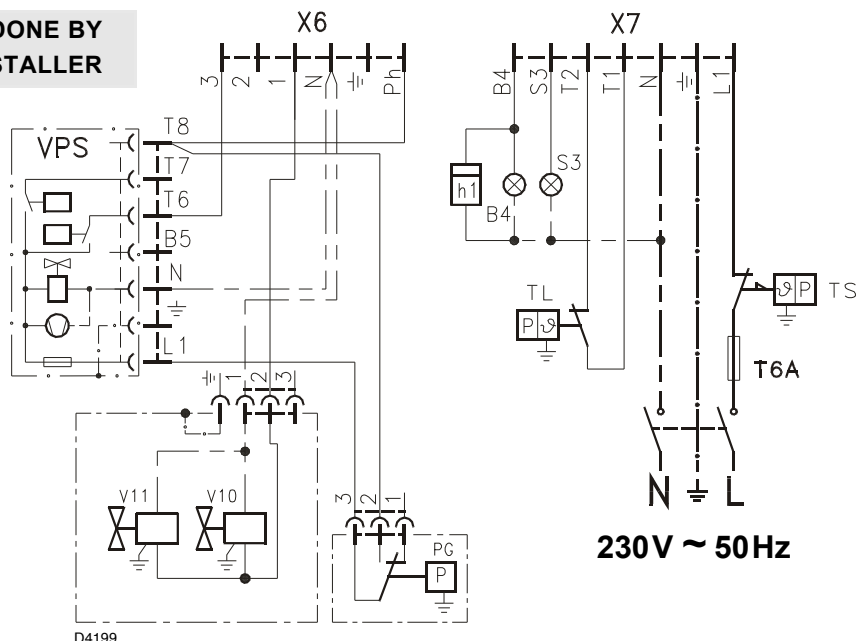 DONE BY
STALLER
X6
X7
3
2
1
N
Ph
B4
S3
T2
T1
N
L1
VPS
T8
T7
T6
B5
N
L1
h1
B4
S3
TL
P ϑ
ϑ P
TS
T6A
1
2
3
V11
V10
3
2
1
PG
P
N
L
230V ~ 50Hz
D4199